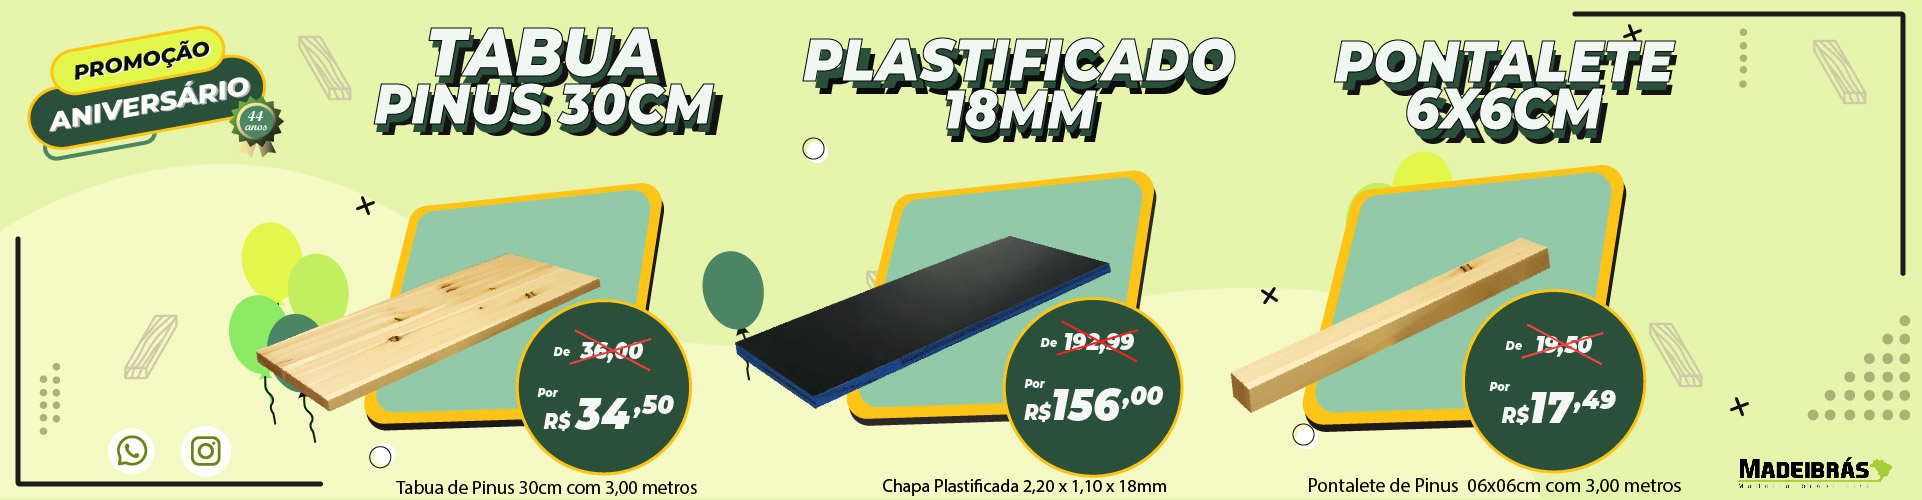 PROMOÇÃO
ANIVERSÁRIO
44
anos
TABUA
PINUS 30CM
De 36,00
Por
R$ 34,50
Tabua de Pinus 30cm com 3,00 metros
PLASTIFICADO
18MM
De 192,99
Por
R$156,00
Chapa Plastificada 2,20 x 1,10 x 18mm
PONTALETE
6X6CM
De 19,50
Por
R$17,49
Pontalete de Pinus 06x06cm com 3,00 metros
MADEIBRÁS